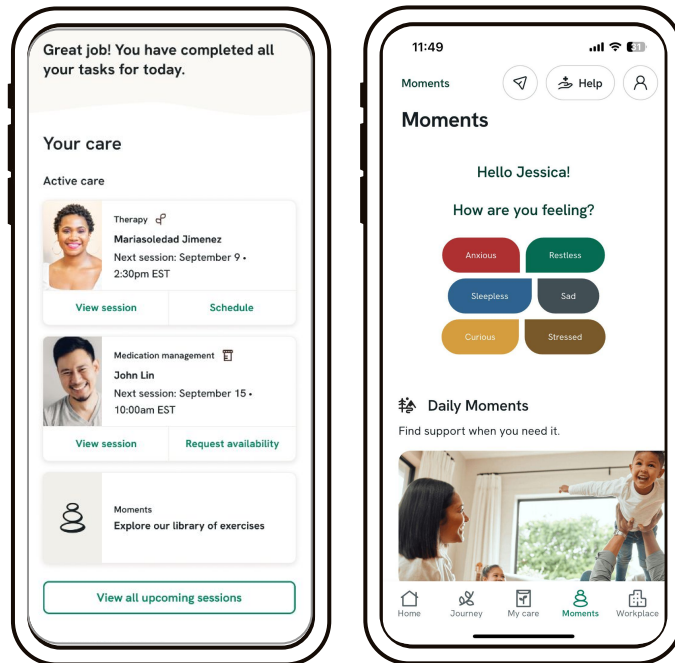 Great job! You have completed all
your tasks for today.
Your care
Active care
Therapy
Mariasoledad Jimenez
Next session: September 9 •
2:30pm EST
View session
Schedule
Medication management
John Lin
Next session: September 15 •
10:00am EST
View session
Request availability
Moments
Explore our library of exercises
View all upcoming sessions
11:49
31
Moments
Help
Moments
Hello Jessica!
How are you feeling?
Anxious
Restless
Sleepless
Sad
Curious
Stressed
Daily Moments
Find support when you need it.
Home
Journey
My care
Moments
Workplace